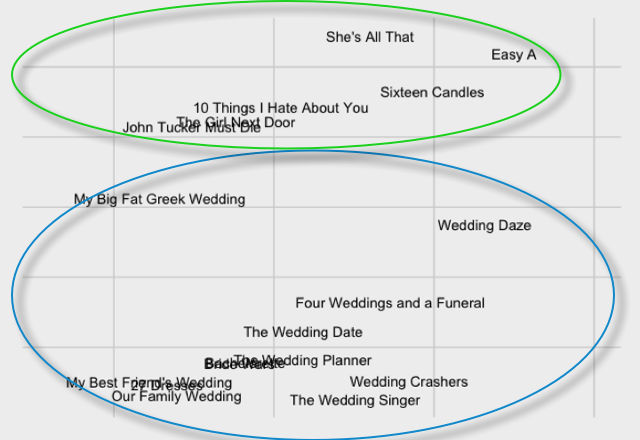 She's All That
Easy A
Sixteen Candles
10 Things I Hate About You
The Girl Next Door
John Tucker Must Die
My Big Fat Greek Wedding
Wedding Daze
Four Weddings and a Funeral
The Wedding Date
The Wedding Planner
Bride Wars
My Best Friend's Wedding
27 Dresses
Wedding Crashers
Our Family Wedding
The Wedding Singer